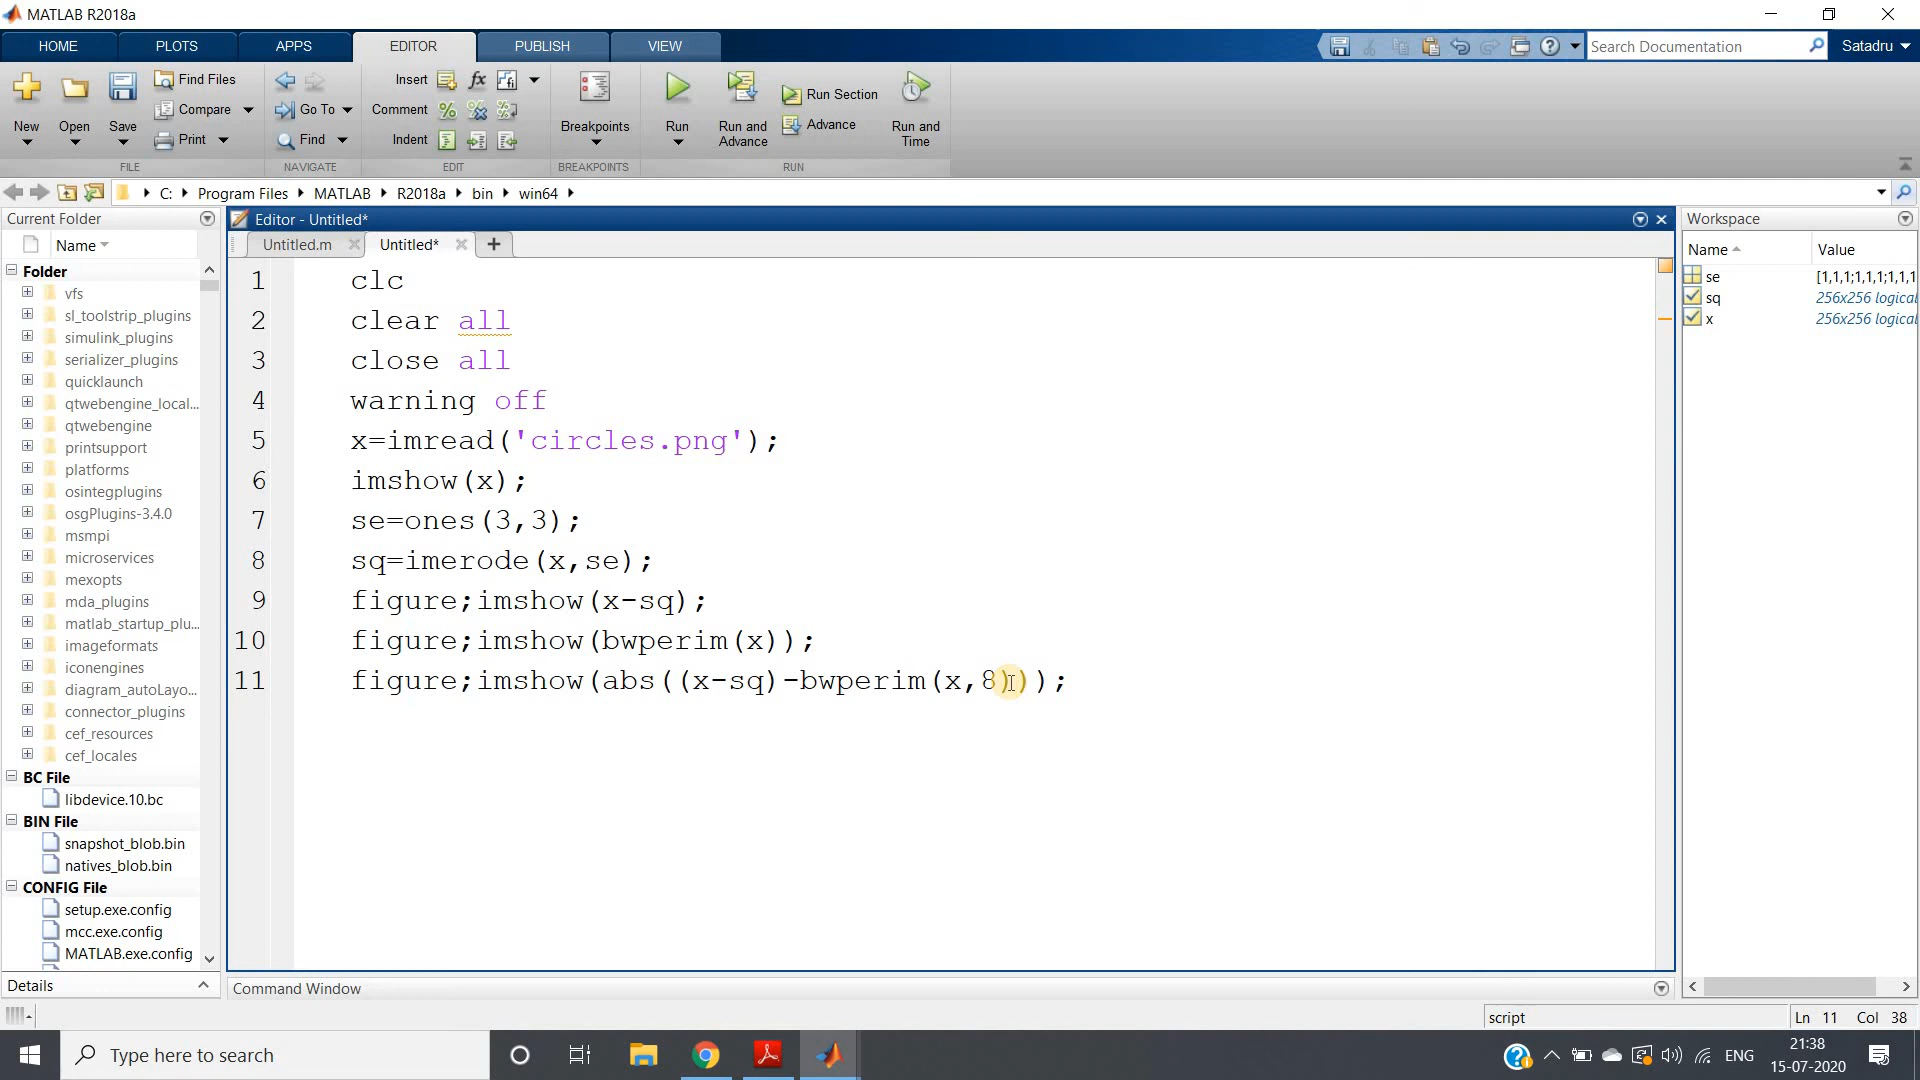 MATLAB R2018a
HOME PLOTS APPS EDITOR PUBLISH VIEW
Search Documentation
Satadru
New
Open
Save
Find Files
Compare
Print
Go To
Find
Insert
Comment
Indent
Breakpoints
Run
Run and Advance
Run Section
Advance
Run and Time
FILE NAVIGATE EDIT BREAKPOINTS RUN
C: Program Files MATLAB R2018a bin win64
Current Folder
Name
Folder
vfs
sl_toolstrip_plugins
simulink_plugins
serializer_plugins
quicklaunch
qtwebengine_local...
qtwebengine
printsupport
platforms
osintegplugins
osgPlugins-3.4.0
msmpi
microservices
mexopts
mda_plugins
matlab_startup_plu...
imageformats
iconengines
diagram_autoLayo...
connector_plugins
cef_resources
cef_locales
BC File
libdevice.10.bc
BIN File
snapshot_blob.bin
natives_blob.bin
CONFIG File
setup.exe.config
mcc.exe.config
MATLAB.exe.config
Details
Editor - Untitled*
Untitled.m Untitled*
1 clc
2 clear all
3 close all
4 warning off
5 x=imread('circles.png');
6 imshow(x);
7 se=ones(3,3);
8 sq=imerode(x,se);
9 figure;imshow(x-sq);
10 figure;imshow(bwperim(x));
11 figure;imshow(abs((x-sq)-bwperim(x,8)));
Command Window
Workspace
Name Value
se [1,1,1;1,1,1;1,1,1
sq 256x256 logical
x 256x256 logical
script
Ln 11 Col 38
Type here to search
ENG
21:38
15-07-2020